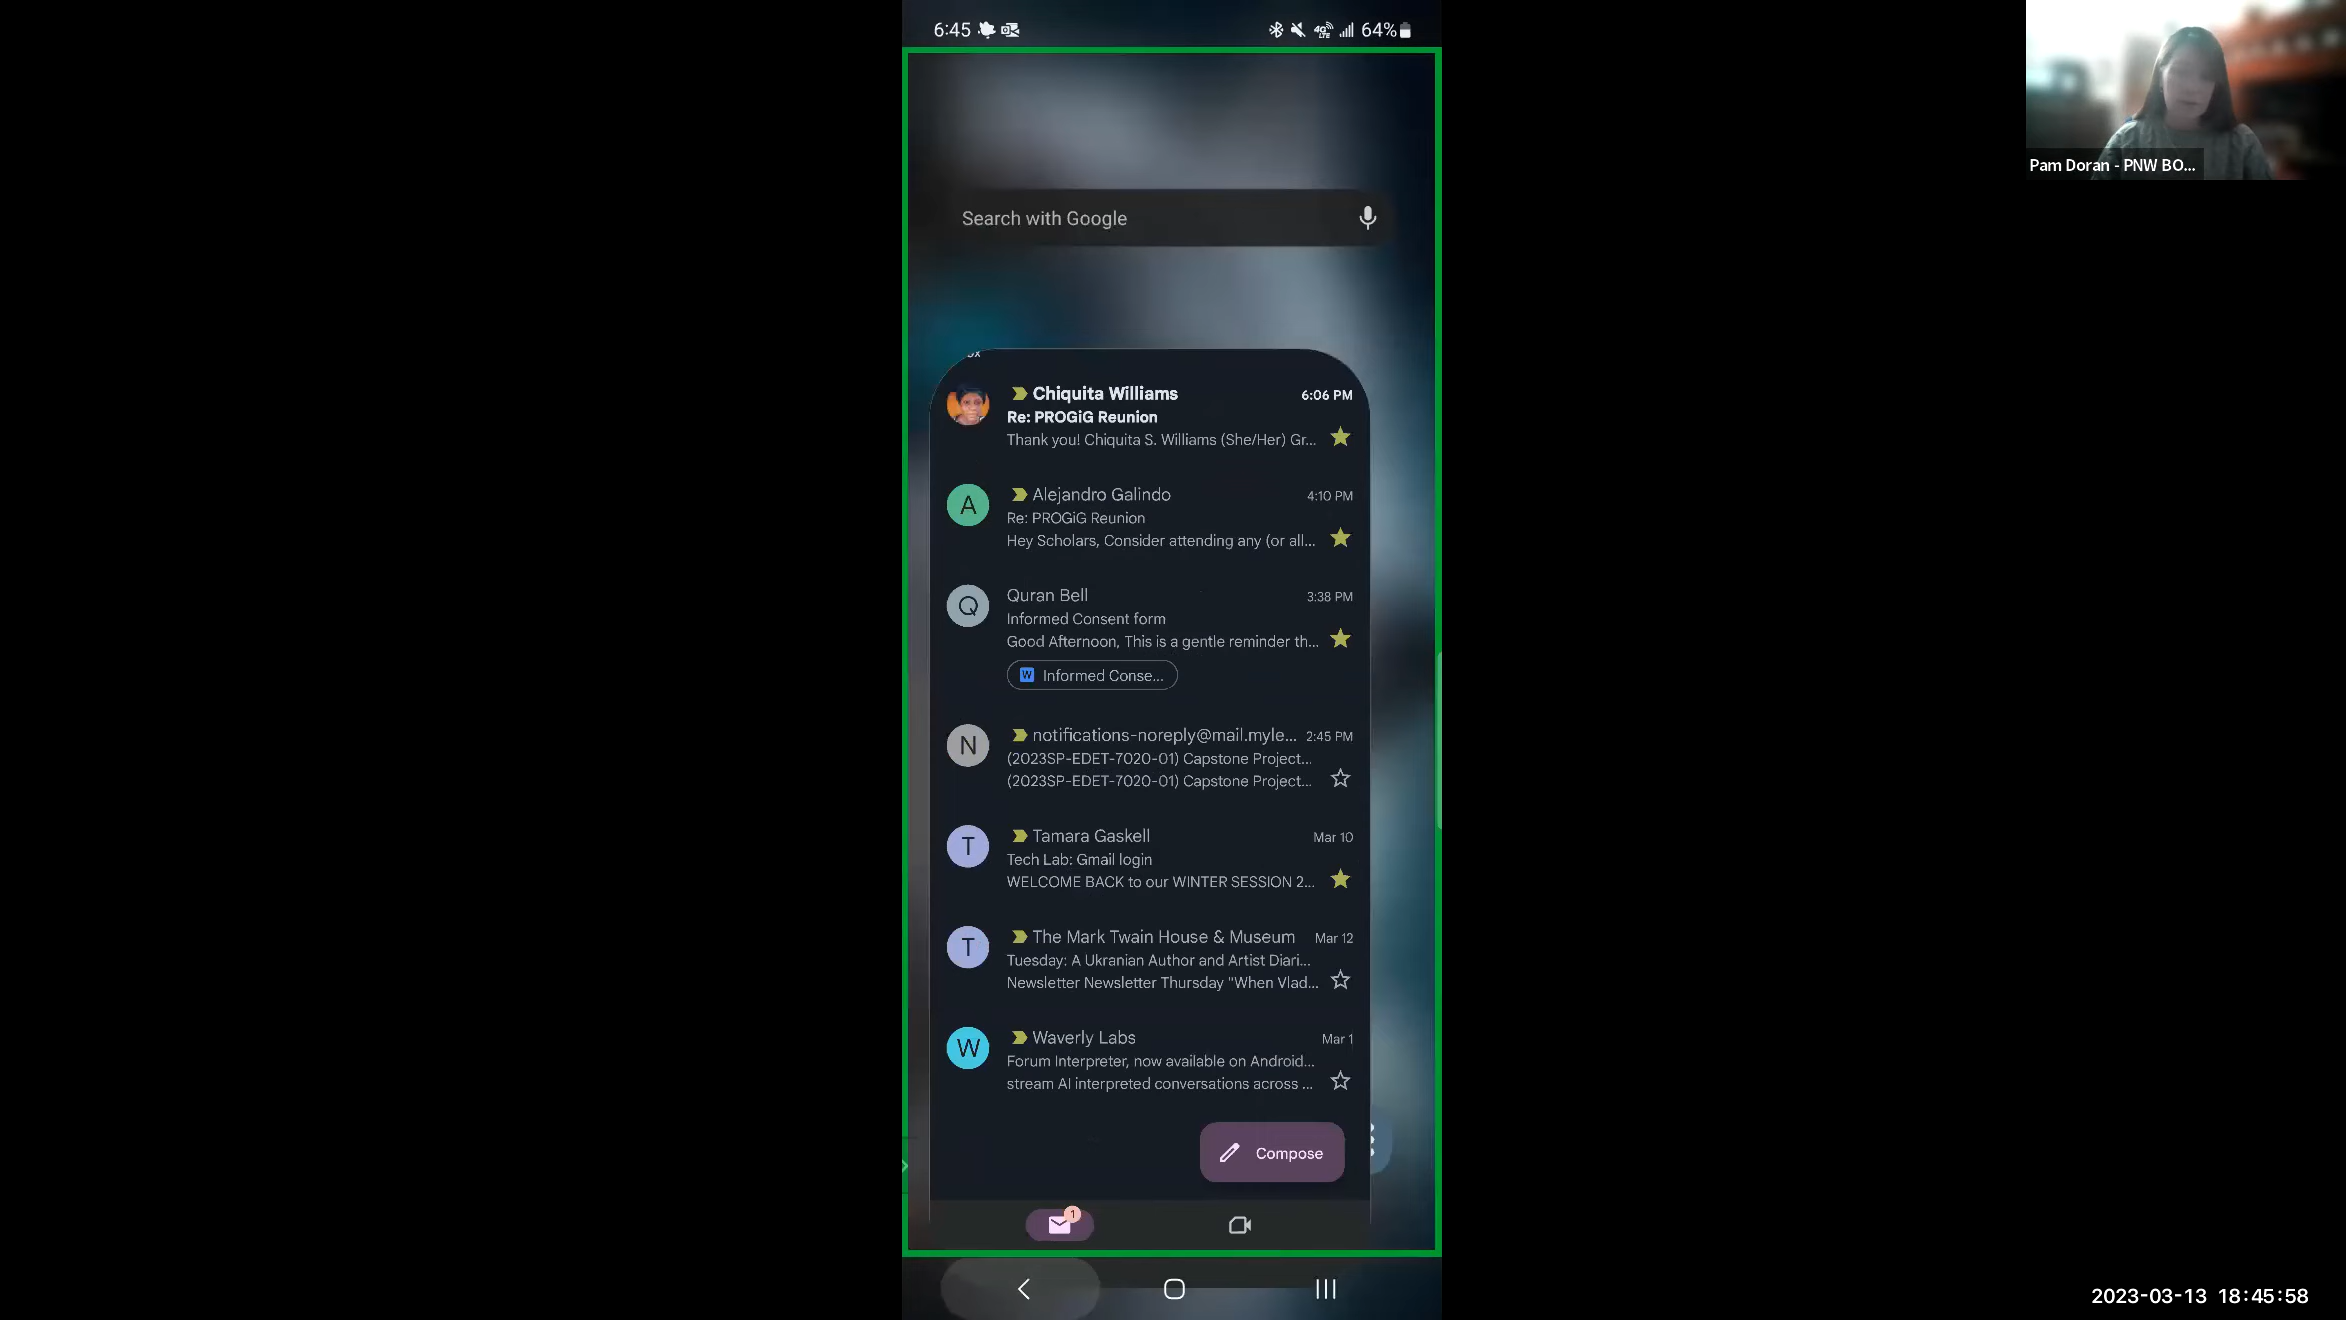 6:45
64%
Search with Google
Chiquita Williams
6:06 PM
Re: PROGiG Reunion
Thank you! Chiquita S. Williams (She/Her) Gr...
A
Alejandro Galindo
4:10 PM
Re: PROGiG Reunion
Hey Scholars, Consider attending any (or all...
Q
Quran Bell
3:38 PM
Informed Consent form
Good Afternoon, This is a gentle reminder th...
W
Informed Conse...
N
notifications-noreply@mail.myle...
2:45 PM
(2023SP-EDET-7020-01) Capstone Project...
(2023SP-EDET-7020-01) Capstone Project...
T
Tamara Gaskell
Mar 10
Tech Lab: Gmail login
WELCOME BACK to our WINTER SESSION 2...
T
The Mark Twain House & Museum
Mar 12
Tuesday: A Ukranian Author and Artist Diari...
Newsletter Newsletter Thursday "When Vlad...
W
Waverly Labs
Mar 1
Forum Interpreter, now available on Android...
stream AI interpreted conversations across ...
Compose
1
Pam Doran - PNW BO...
2023-03-13 18:45:58